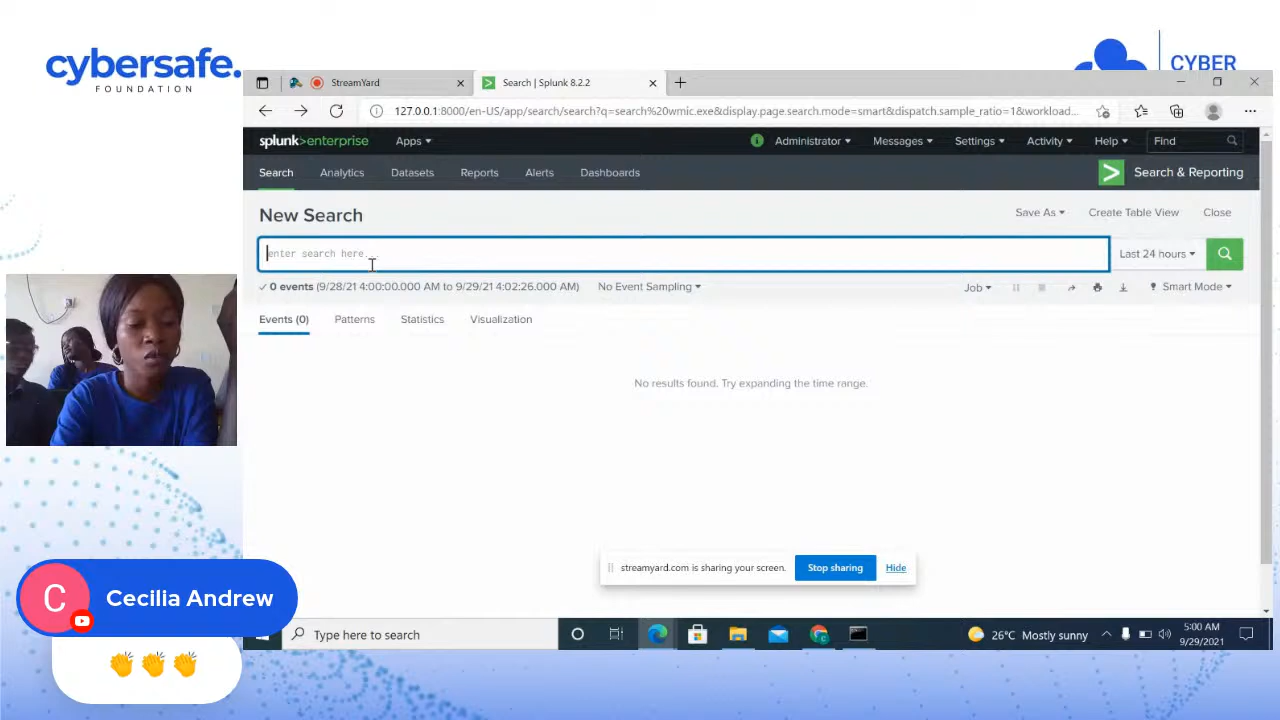 cybersafe.
FOUNDATION
CYBER
StreamYard
Search | Splunk 8.2.2
127.0.0.1:8000/en-US/app/search/search?q=search%20wmic.exe&display.page.search.mode=smart&dispatch.sample_ratio=1&workload...
splunk>enterprise
Apps
i
Administrator
Messages
Settings
Activity
Help
Find
Search
Analytics
Datasets
Reports
Alerts
Dashboards
> Search & Reporting
New Search
Save As
Create Table View
Close
enter search here...
Last 24 hours
✓ 0 events (9/28/21 4:00:00.000 AM to 9/29/21 4:02:26.000 AM)
No Event Sampling
Job
Smart Mode
Events (0)
Patterns
Statistics
Visualization
No results found. Try expanding the time range.
streamyard.com is sharing your screen.
Stop sharing
Hide
C
Cecilia Andrew
👏👏👏
Type here to search
26°C Mostly sunny
5:00 AM
9/29/2021